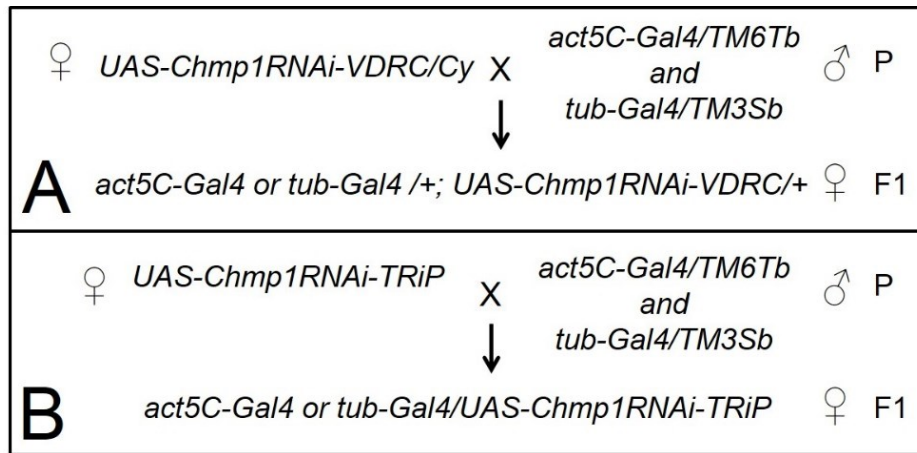 act5C-Gal4/TM6Tb
♀ UAS-Chmp1RNAi-VDRC/Cy X and ♂ P
tub-Gal4/TM3Sb
A act5C-Gal4 or tub-Gal4 /+; UAS-Chmp1RNAi-VDRC/+ ♀ F1
act5C-Gal4/TM6Tb
♀ UAS-Chmp1RNAi-TRiP X and ♂ P
tub-Gal4/TM3Sb
B act5C-Gal4 or tub-Gal4/UAS-Chmp1RNAi-TRiP ♀ F1